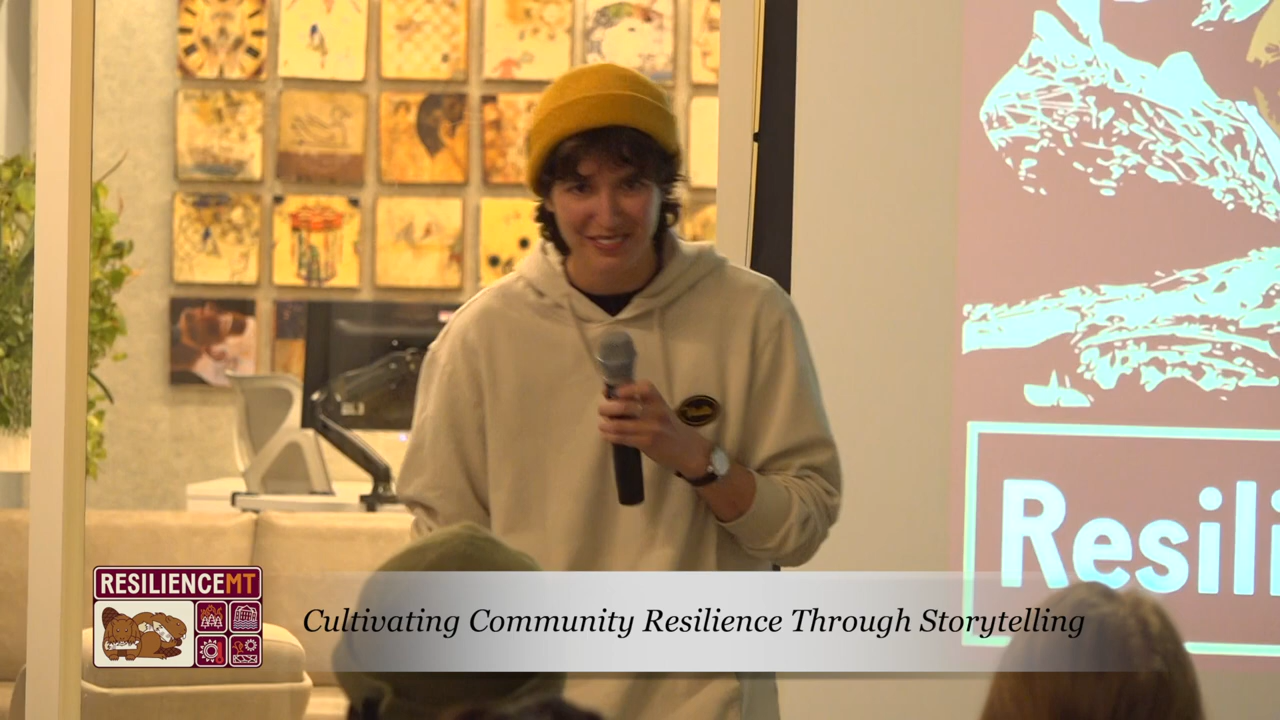 Resili
RESILIENCEMT
Cultivating Community Resilience Through Storytelling